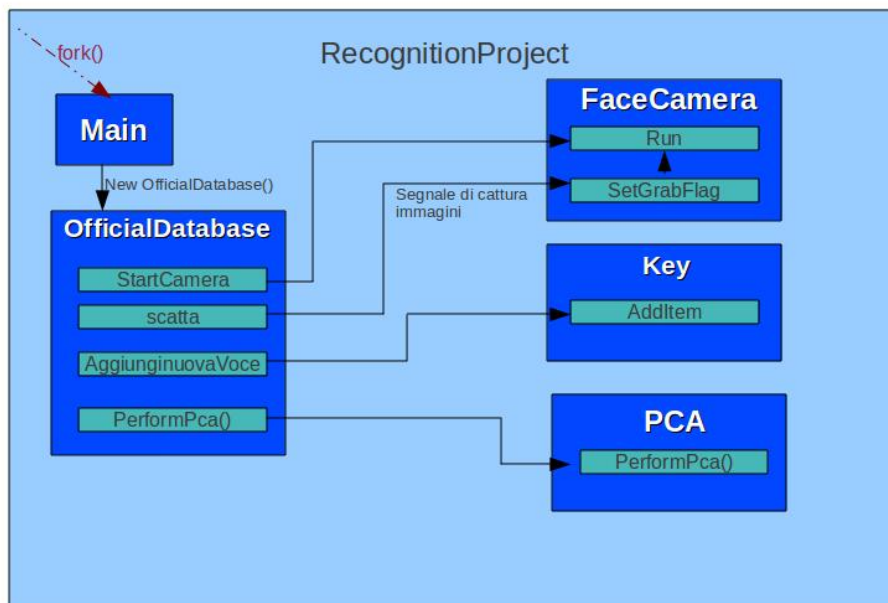 RecognitionProject
fork()
Main
New OfficialDatabase()
OfficialDatabase
StartCamera
scatta
AggiunginuovaVoce
PerformPca()
Segnale di cattura
immagini
FaceCamera
Run
SetGrabFlag
Key
AddItem
PCA
PerformPca()